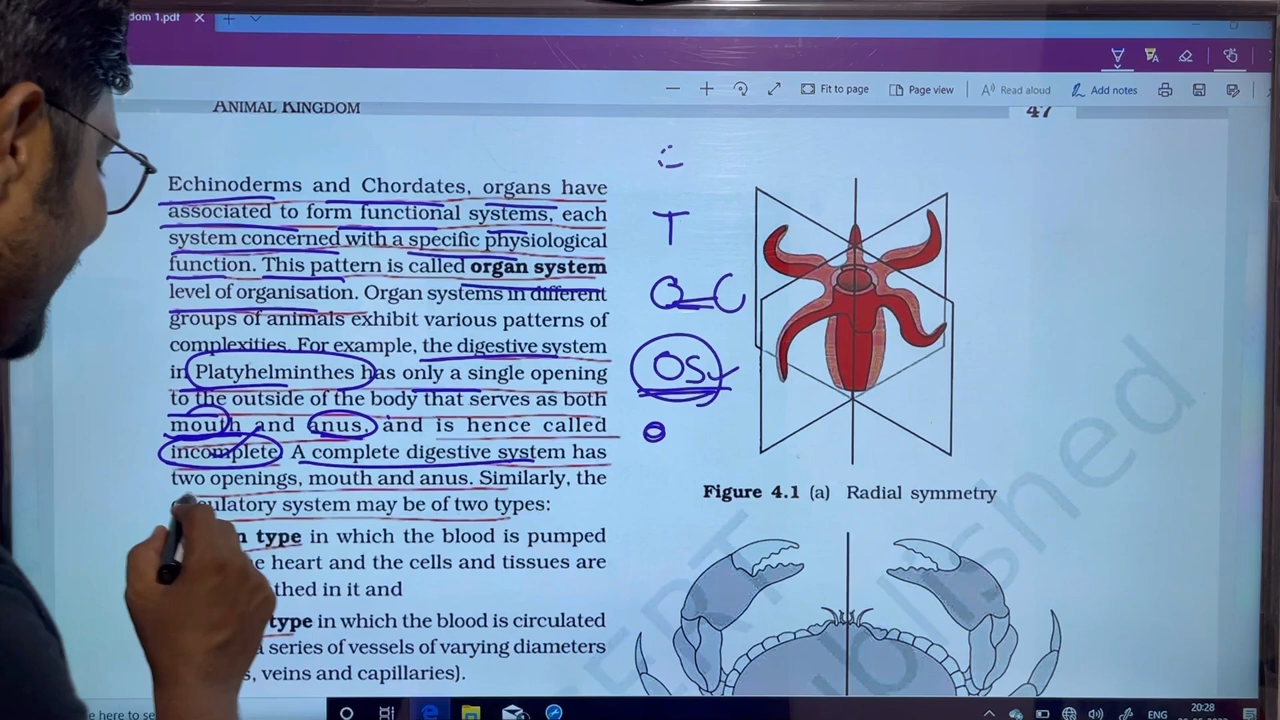 dom 1.pdf
Fit to page
Page view
Read aloud
Add notes
ANIMAL KINGDOM
47
Echinoderms and Chordates, organs have
associated to form functional systems, each
system concerned with a specific physiological
function. This pattern is called organ system
level of organisation. Organ systems in different
groups of animals exhibit various patterns of
complexities. For example, the digestive system
in Platyhelminthes has only a single opening
to the outside of the body that serves as both
mouth and anus, and is hence called
incomplete. A complete digestive system has
two openings, mouth and anus. Similarly, the
circulatory system may be of two types:
type in which the blood is pumped
heart and the cells and tissues are
thed in it and
type in which the blood is circulated
a series of vessels of varying diameters
veins and capillaries).
T
OS
Figure 4.1 (a) Radial symmetry
blished
here to se
ENG
20:28